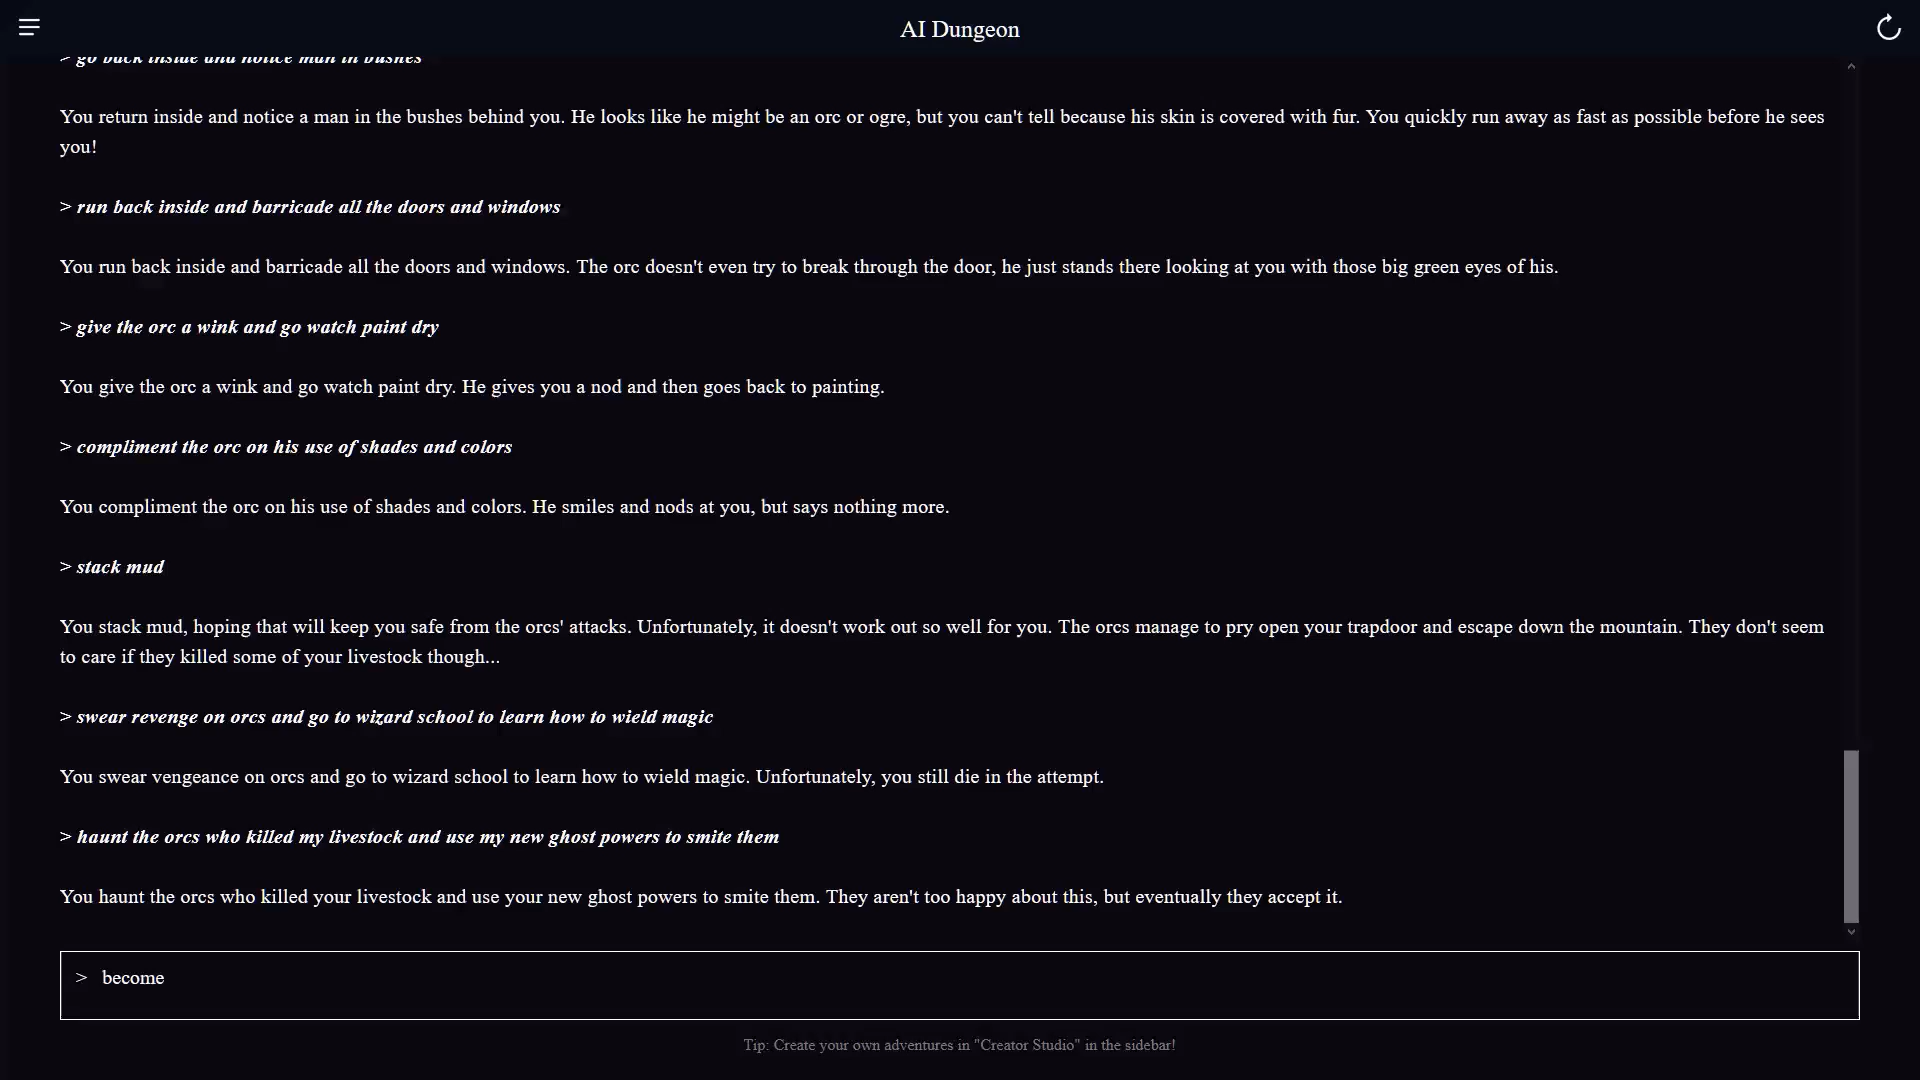 AI Dungeon
> go back inside and notice man in bushes
You return inside and notice a man in the bushes behind you. He looks like he might be an orc or ogre, but you can't tell because his skin is covered with fur. You quickly run away as fast as possible before he sees
you!
> run back inside and barricade all the doors and windows
You run back inside and barricade all the doors and windows. The orc doesn't even try to break through the door, he just stands there looking at you with those big green eyes of his.
> give the orc a wink and go watch paint dry
You give the orc a wink and go watch paint dry. He gives you a nod and then goes back to painting.
> compliment the orc on his use of shades and colors
You compliment the orc on his use of shades and colors. He smiles and nods at you, but says nothing more.
> stack mud
You stack mud, hoping that will keep you safe from the orcs' attacks. Unfortunately, it doesn't work out so well for you. The orcs manage to pry open your trapdoor and escape down the mountain. They don't seem
to care if they killed some of your livestock though...
> swear revenge on orcs and go to wizard school to learn how to wield magic
You swear vengeance on orcs and go to wizard school to learn how to wield magic. Unfortunately, you still die in the attempt.
> haunt the orcs who killed my livestock and use my new ghost powers to smite them
You haunt the orcs who killed your livestock and use your new ghost powers to smite them. They aren't too happy about this, but eventually they accept it.
> become
Tip: Create your own adventures in "Creator Studio" in the sidebar!